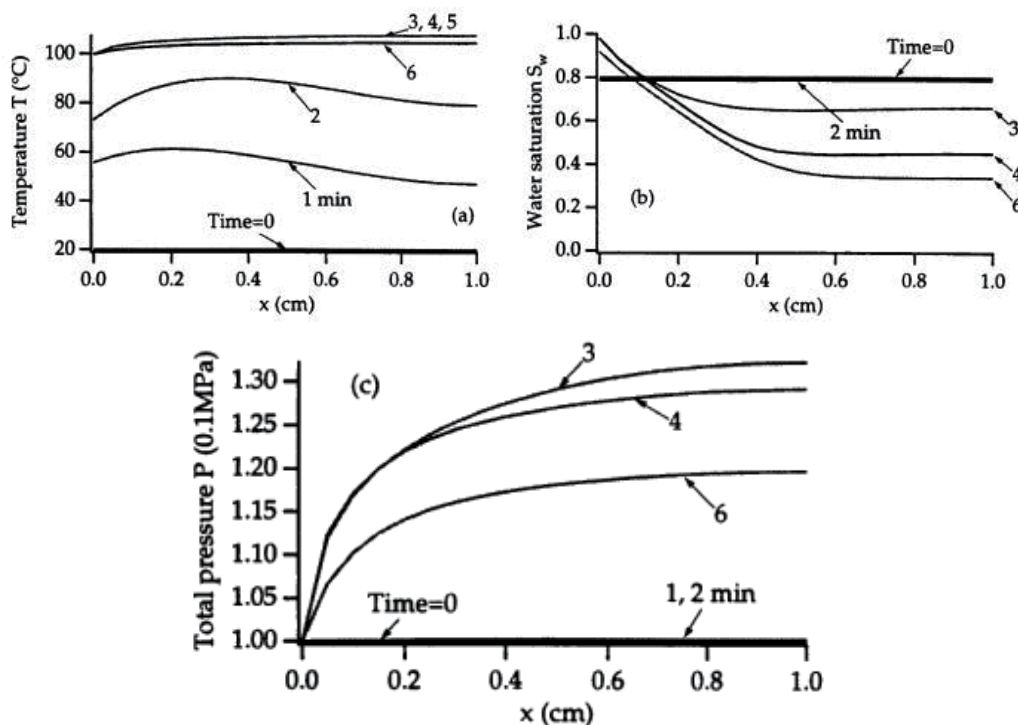 Temperature T (°C)
100
80
60
40
20
3, 4, 5
6
2
1 min
(a)
Time=0
0.0 0.2 0.4 0.6 0.8 1.0
x (cm)
Water saturation S_w
1.0
0.8
0.6
0.4
0.2
0.0
Time=0
2 min
3
4
6
(b)
0.0 0.2 0.4 0.6 0.8 1.0
x (cm)
Total pressure P (0.1MPa)
1.30
1.25
1.20
1.15
1.10
1.05
1.00
(c)
3
4
6
Time=0
1, 2 min
0.0 0.2 0.4 0.6 0.8 1.0
x (cm)